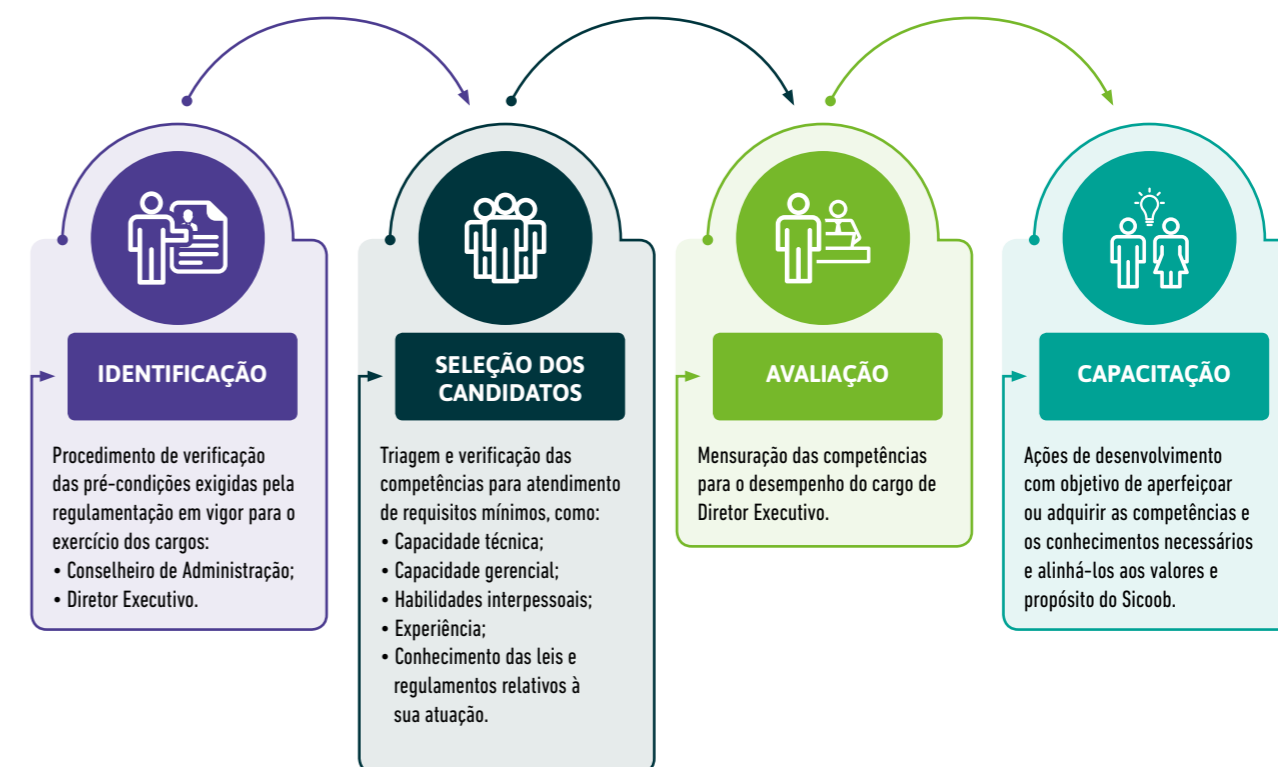 IDENTIFICAÇÃO
Procedimento de verificação
das pré-condições exigidas pela
regulamentação em vigor para o
exercício dos cargos:
• Conselheiro de Administração;
• Diretor Executivo.
SELEÇÃO DOS
CANDIDATOS
Triagem e verificação das
competências para atendimento
de requisitos mínimos, como:
• Capacidade técnica;
• Capacidade gerencial;
• Habilidades interpessoais;
• Experiência;
• Conhecimento das leis e
regulamentos relativos à
sua atuação.
AVALIAÇÃO
Mensuração das competências
para o desempenho do cargo de
Diretor Executivo.
CAPACITAÇÃO
Ações de desenvolvimento
com objetivo de aperfeiçoar
ou adquirir as competências e
os conhecimentos necessários
e alinhá-los aos valores e
propósito do Sicoob.